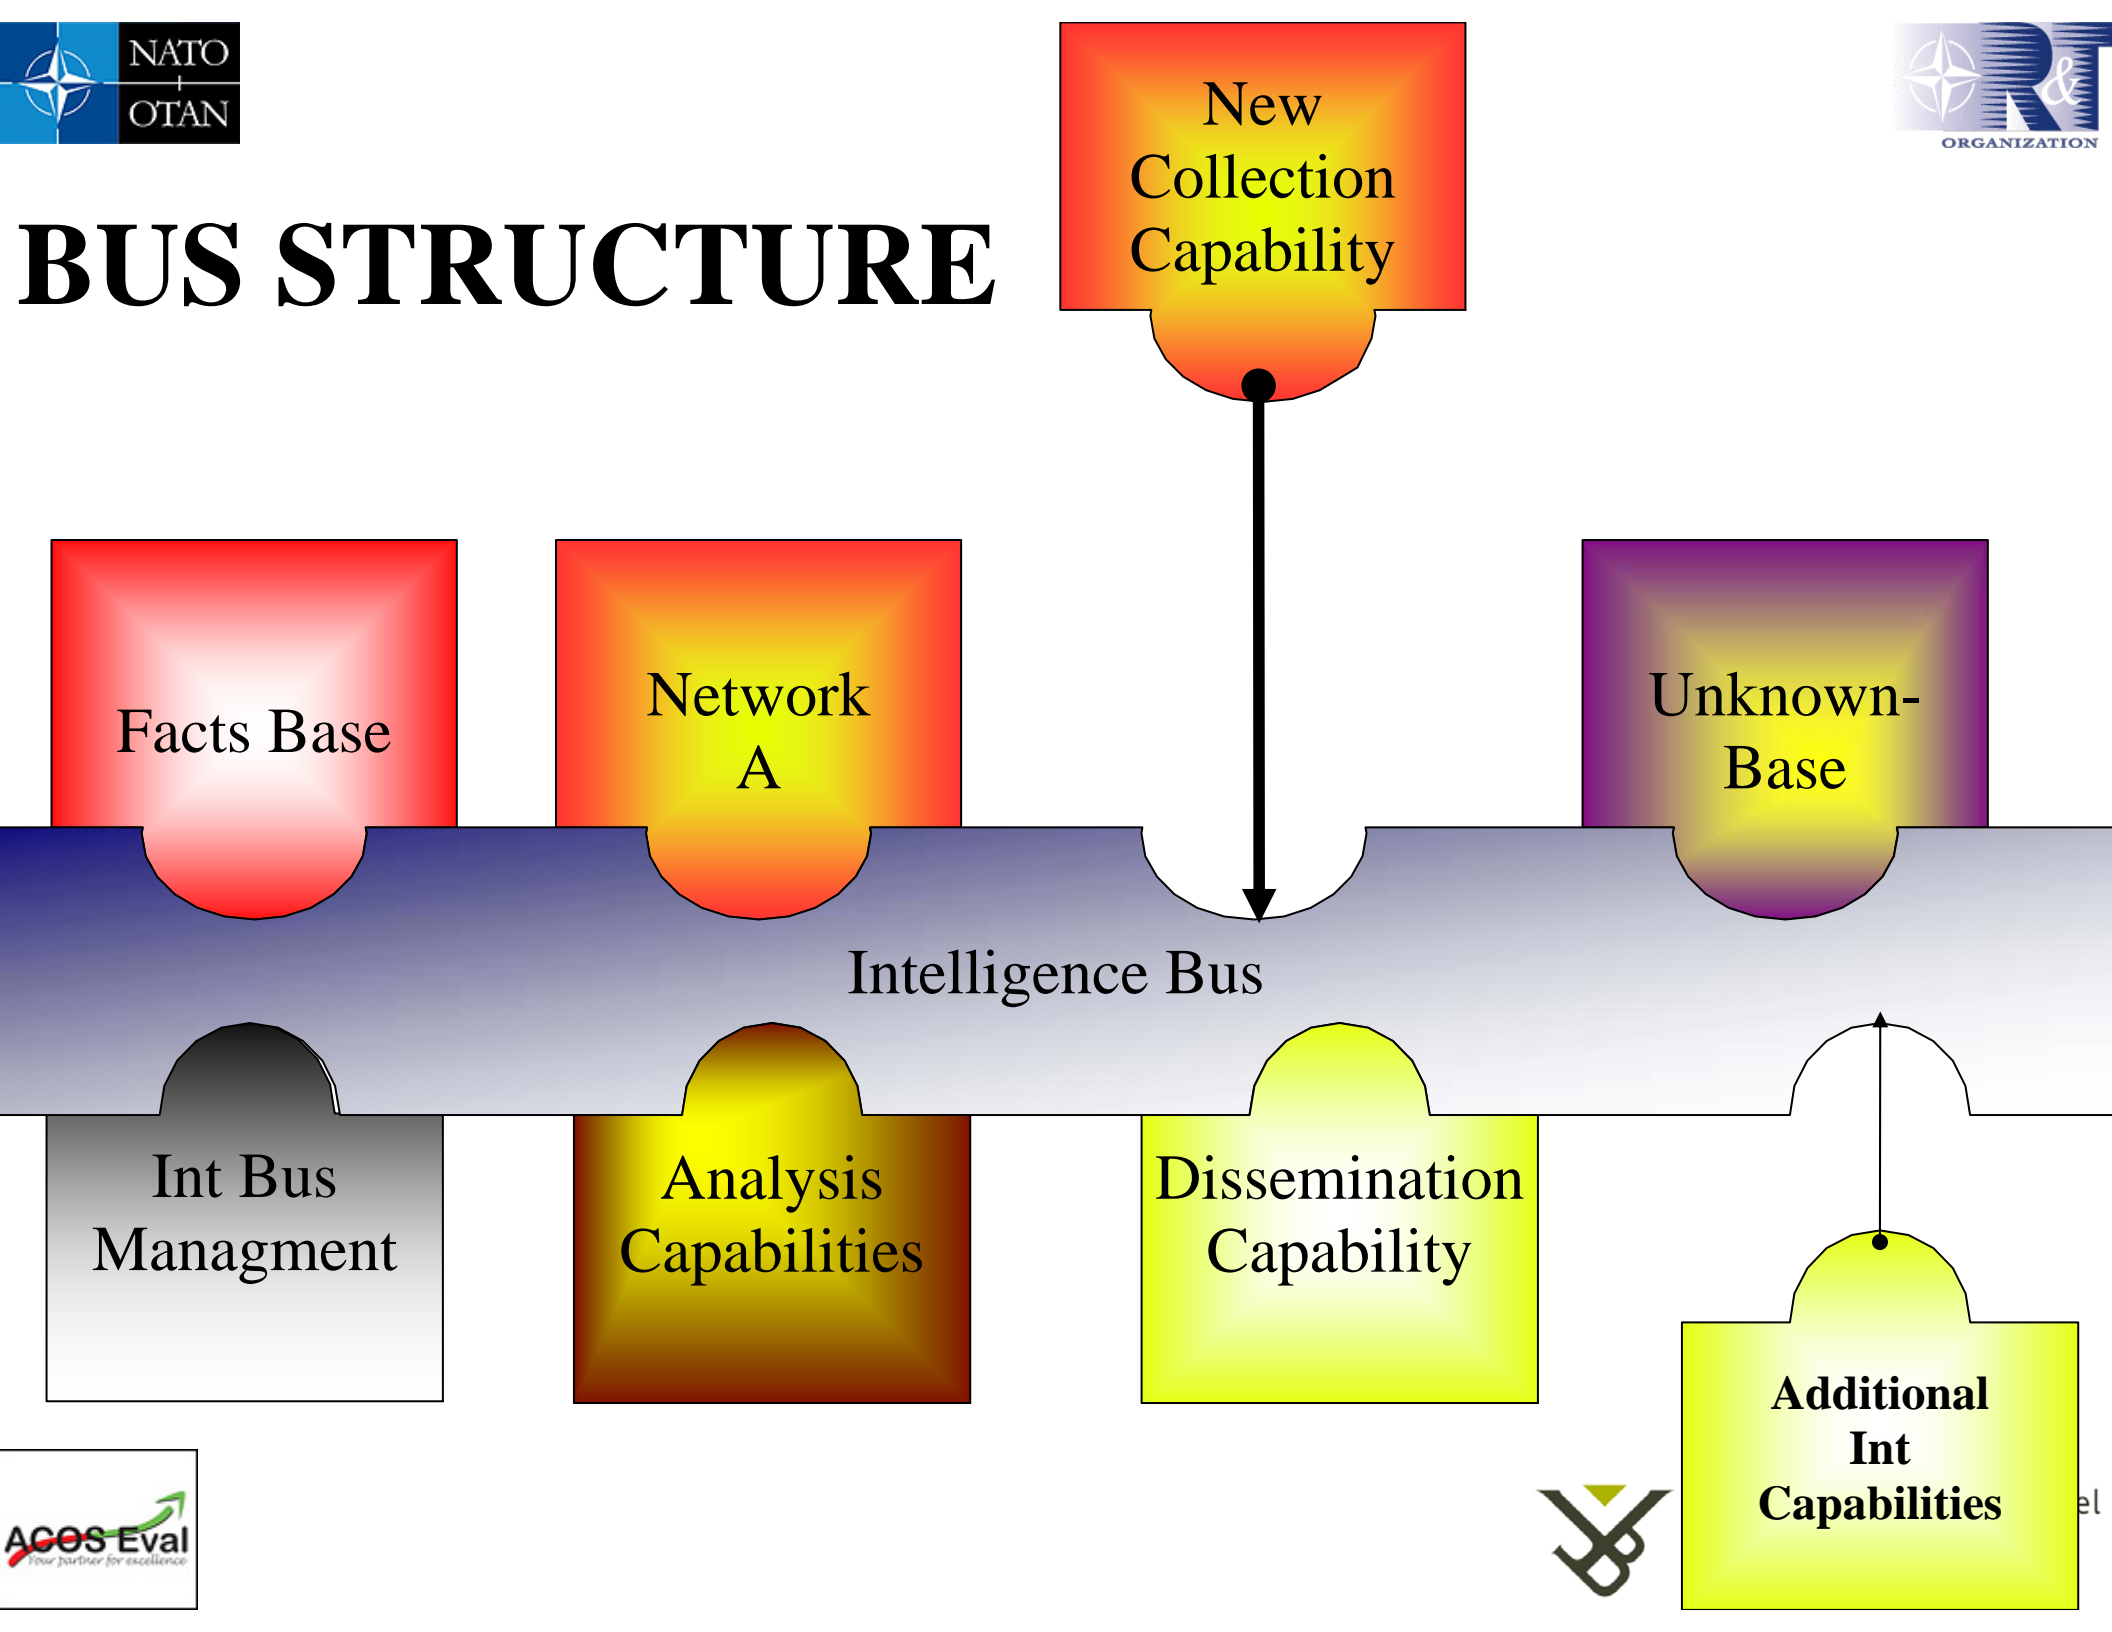 NATO
OTAN
R&T
ORGANIZATION
BUS STRUCTURE
New
Collection
Capability
Facts Base
Network
A
Unknown-
Base
Intelligence Bus
Int Bus
Managment
Analysis
Capabilities
Dissemination
Capability
Additional
Int
Capabilities
ACOS Eval
Your partner for excellence
el